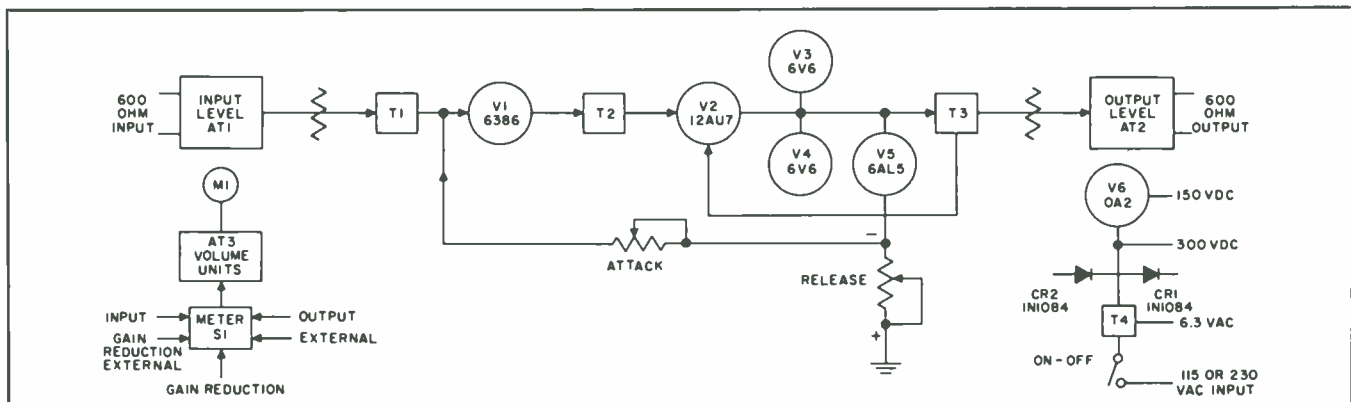 600
OHM
INPUT
INPUT
LEVEL
AT1
T1
V1
6386
T2
V2
12AU7
V3
6V6
V4
6V6
V5
6AL5
T3
OUTPUT
LEVEL
AT2
600
OHM
OUTPUT
M1
AT3
VOLUME
UNITS
METER
S1
INPUT
GAIN
REDUCTION
EXTERNAL
OUTPUT
EXTERNAL
GAIN REDUCTION
ATTACK
−
RELEASE
+
V6
OA2
150 VDC
300 VDC
CR2
1N1084
CR1
1N1084
T4
6.3 VAC
ON-OFF
115 OR 230
VAC INPUT